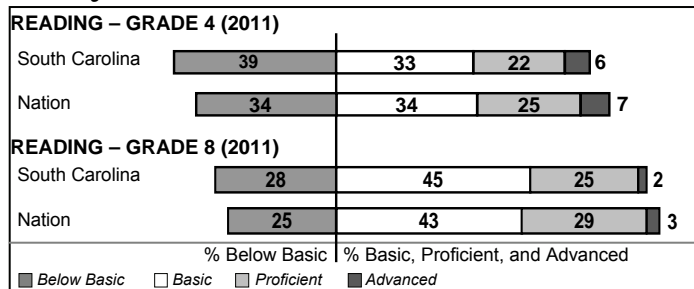 READING – GRADE 4 (2011)
South Carolina 39 33 22 6
Nation 34 34 25 7
READING – GRADE 8 (2011)
South Carolina 28 45 25 2
Nation 25 43 29 3
% Below Basic % Basic, Proficient, and Advanced
Below Basic Basic Proficient Advanced